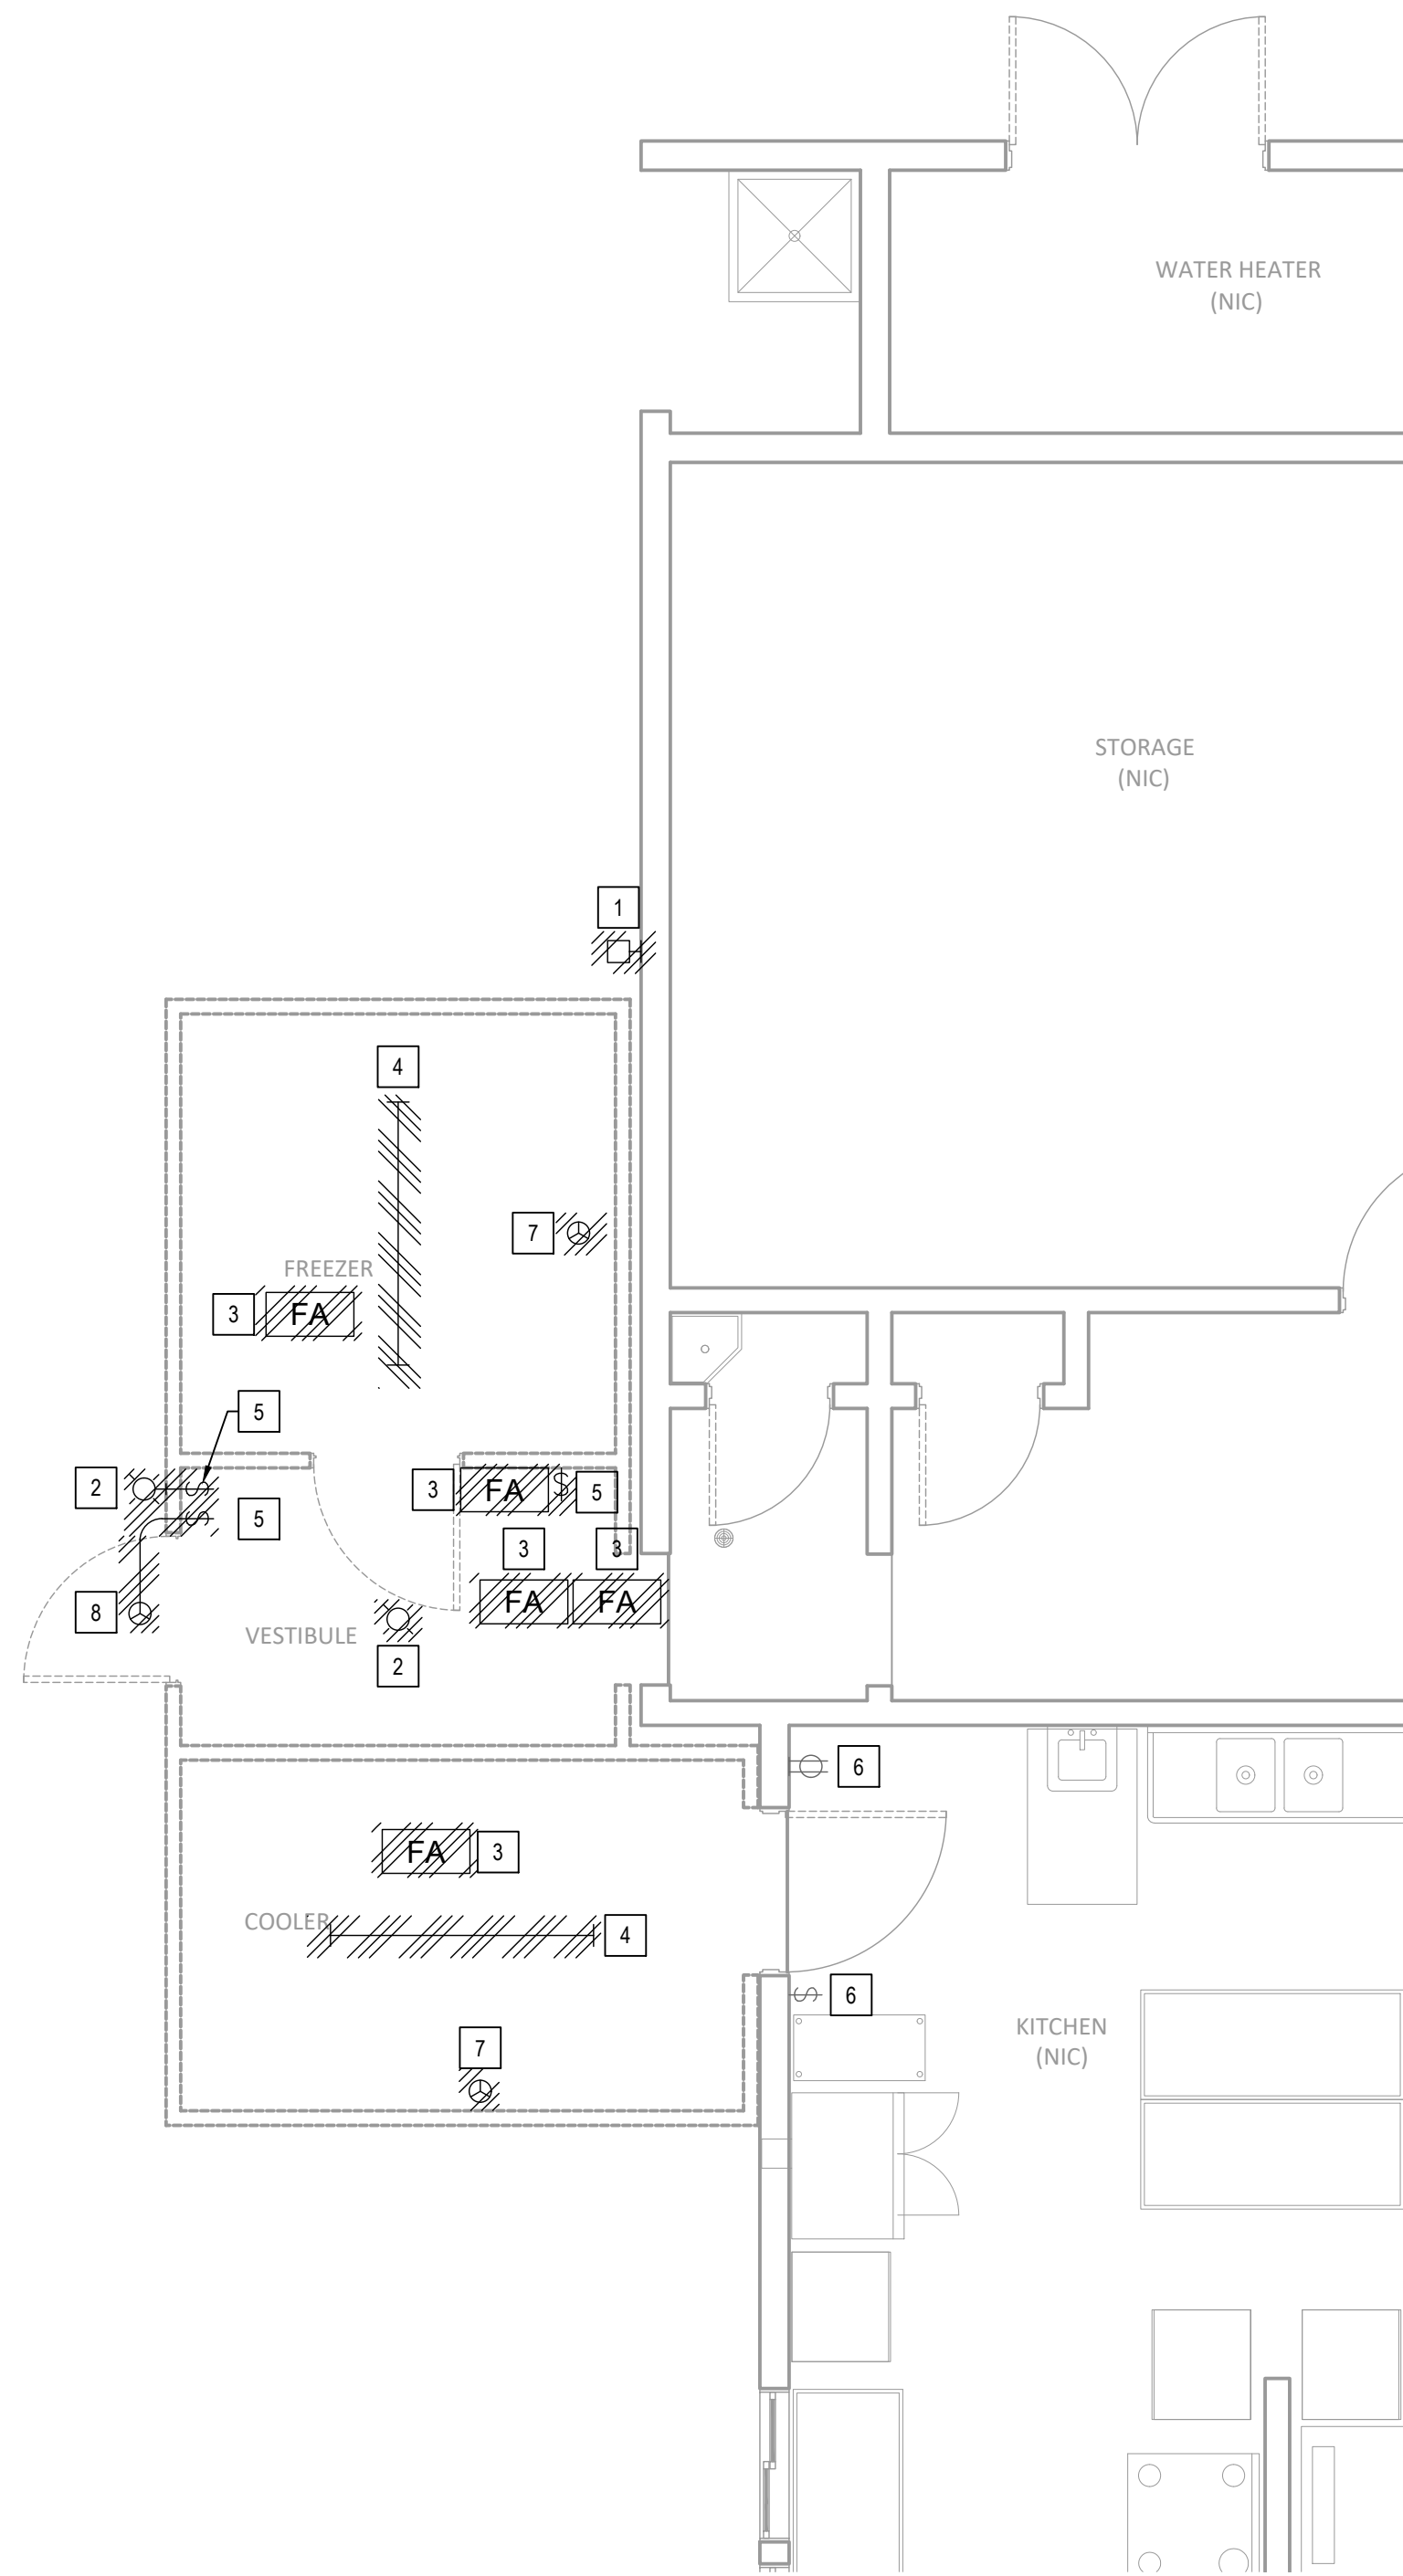 WATER HEATER
(NIC)
STORAGE
(NIC)
1
4
7
FREEZER
3
FA
5
2
S
3
FA
S
5
S
5
3
3
8
FA
FA
VESTIBULE
2
6
FA
3
COOLER
4
S
6
KITCHEN
(NIC)
7